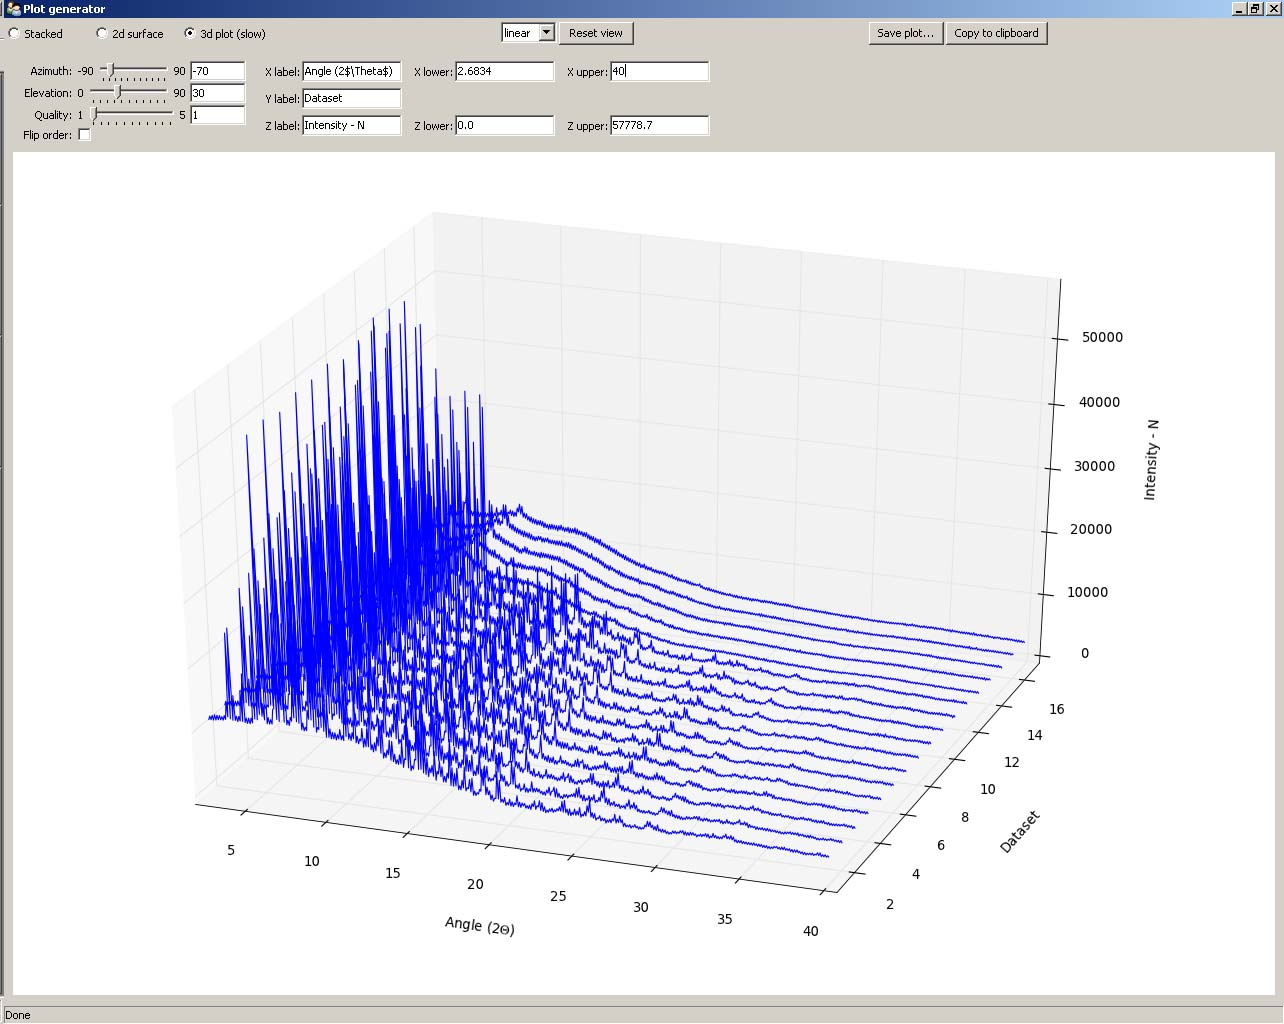 Plot generator
Stacked 2d surface 3d plot (slow) linear Reset view Save plot... Copy to clipboard
Azimuth: -90 90 -70 X label: Angle (2$\Theta$) X lower: 2.6834 X upper: 40
Elevation: 0 90 30 Y label: Dataset
Quality: 1 5 1 Z label: Intensity - N Z lower: 0.0 Z upper: 57778.7
Flip order:
50000
40000
30000
20000
10000
0
Intensity - N
16
14
12
10
8
6
4
2
Dataset
5
10
15
20
25
30
35
40
Angle (2Θ)
Done